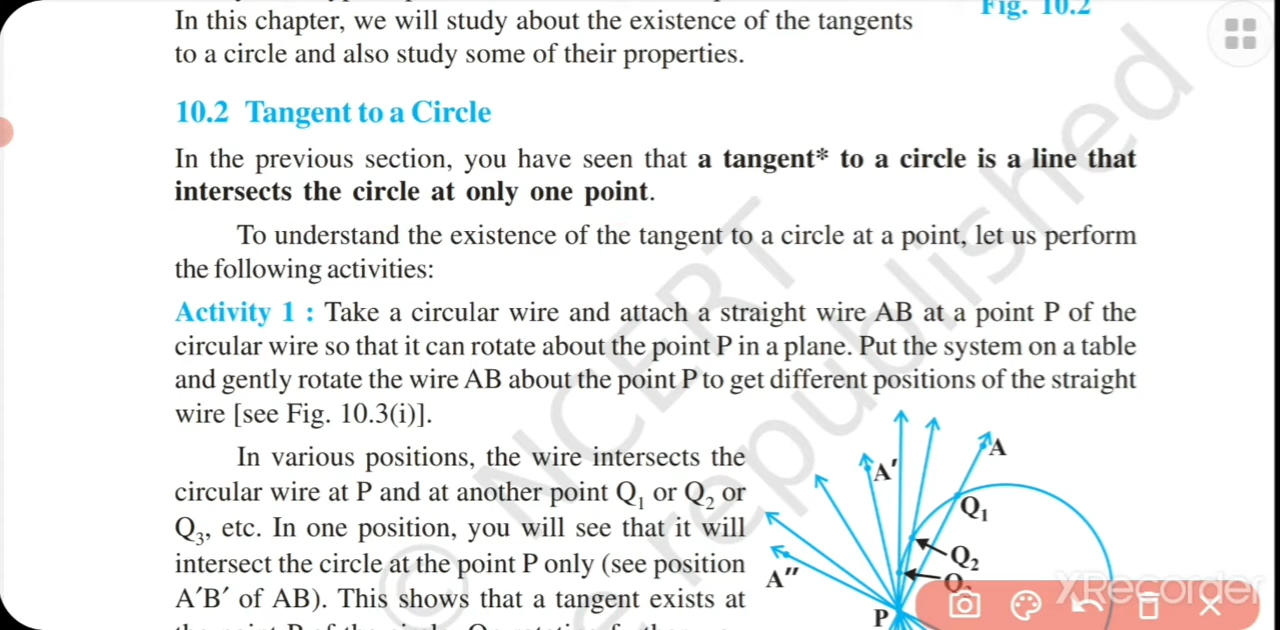 In this chapter, we will study about the existence of the tangents
to a circle and also study some of their properties.
Fig. 10.2
10.2 Tangent to a Circle
In the previous section, you have seen that a tangent* to a circle is a line that
intersects the circle at only one point.
To understand the existence of the tangent to a circle at a point, let us perform
the following activities:
Activity 1 : Take a circular wire and attach a straight wire AB at a point P of the
circular wire so that it can rotate about the point P in a plane. Put the system on a table
and gently rotate the wire AB about the point P to get different positions of the straight
wire [see Fig. 10.3(i)].
In various positions, the wire intersects the
circular wire at P and at another point Q₁ or Q₂ or
Q₃, etc. In one position, you will see that it will
intersect the circle at the point P only (see position
A′B′ of AB). This shows that a tangent exists at
A′
A
Q₁
Q₂
A″
P
© NCERT
be republished
XRecorder